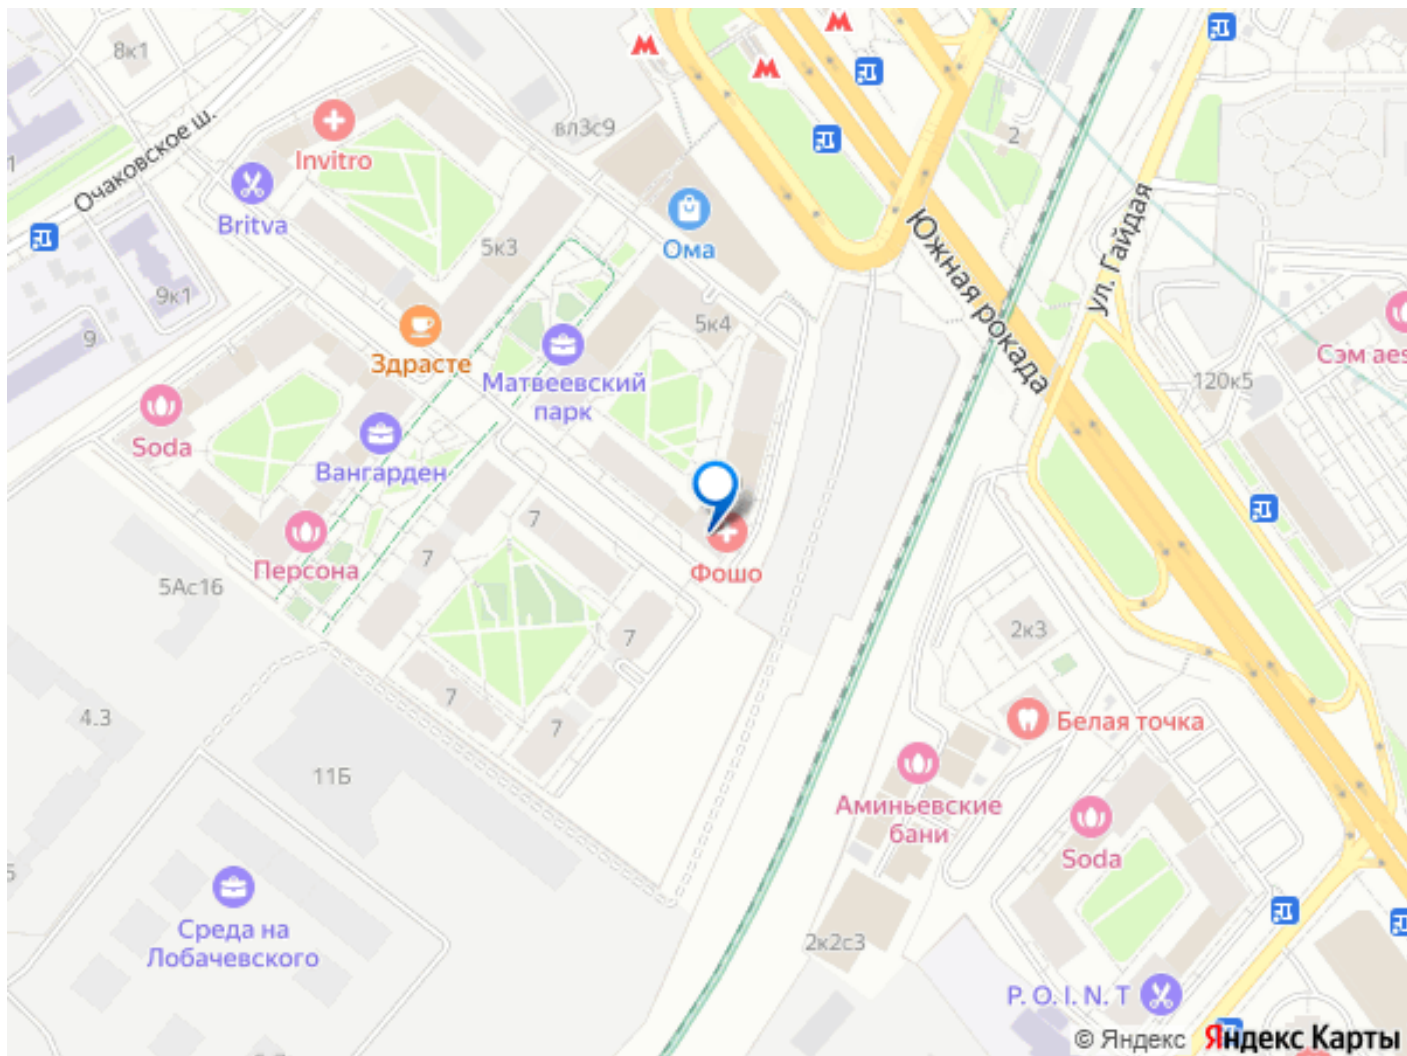 8к1
вл3с9
2
Invitro
Очаковское ш.
1
Britva
Ома
5к3
Южная рокада
ул. Гайдая
9к1
9
5к4
Здрасте
Матвеевский
парк
Сэм aes
120к5
Soda
Вангарден
7
7
Персона
5Ас16
Фошо
7
2к3
7
7
4.3
11Б
Белая точка
Аминьевские
бани
Soda
5
Среда на
Лобачевского
2к2с3
P. O. I. N. T
© Яндекс Яндекс Карты